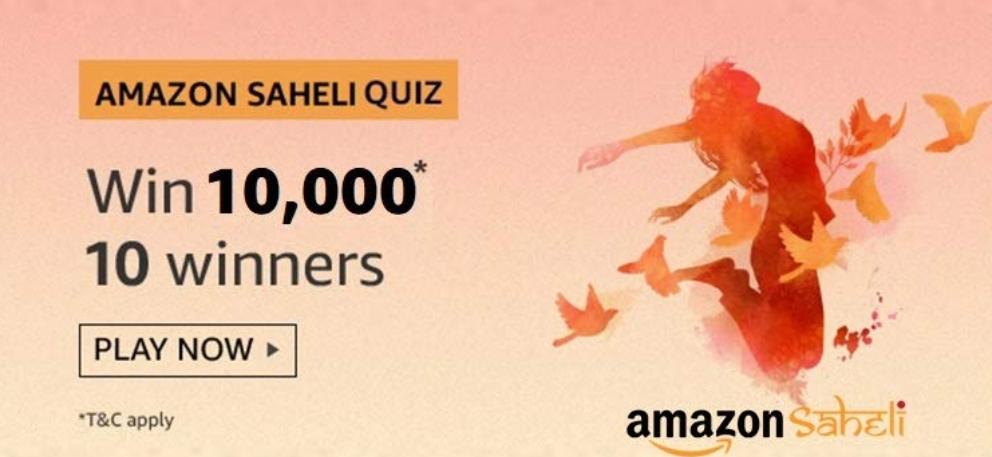 AMAZON SAHELI QUIZ
Win 10,000*
10 winners
PLAY NOW
*T&C apply
amazon saheli